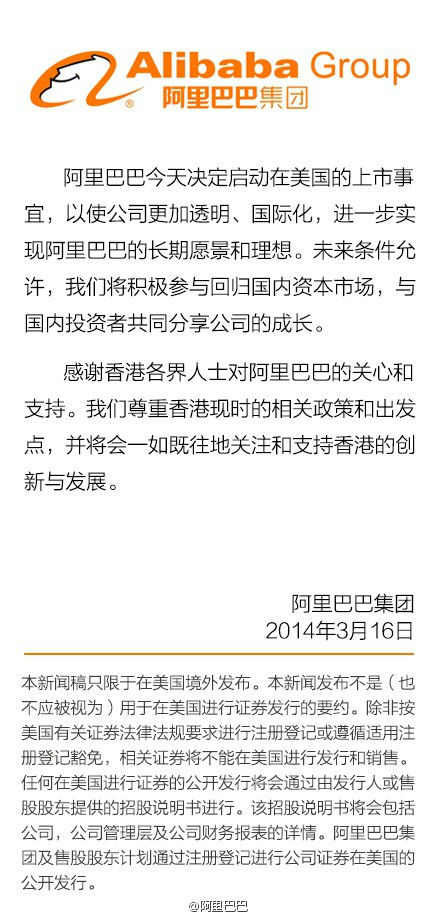 Alibaba Group
®阿里巴巴集团
阿里巴巴今天决定启动在美国的上市事
宜，以使公司更加透明、国际化，进一步实
现阿里巴巴的长期愿景和理想。未来条件允
许，我们将积极参与回归国内资本市场，与
国内投资者共同分享公司的成长。
感谢香港各界人士对阿里巴巴的关心和
支持。我们尊重香港现时的相关政策和出发
点，并将会一如既往地关注和支持香港的创
新与发展。
阿里巴巴集团
2014年3月16日
本新闻稿只限于在美国境外发布。本新闻发布不是（也
不应被视为）用于在美国进行证券发行的要约。除非按
美国有关证券法律法规要求进行注册登记或遵循适用注
册登记豁免，相关证券将不能在美国进行发行和销售。
任何在美国进行证券的公开发行将会通过由发行人或售
股股东提供的招股说明书进行。该招股说明书将会包括
公司，公司管理层及公司财务报表的详情。阿里巴巴集
团及售股股东计划通过注册登记进行公司证券在美国的
公开发行。
@阿里巴巴